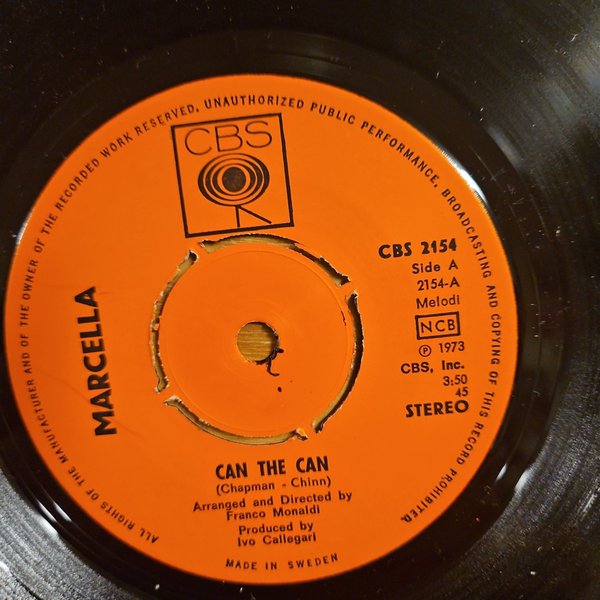 ALL RIGHTS OF THE MANUFACTURER AND OF THE OWNER OF THE RECORDED WORK RESERVED, UNAUTHORIZED PUBLIC PERFORMANCE, BROADCASTING AND COPYING OF THIS RECORD PROHIBITED.
CBS
MARCELLA
CBS 2154
Side A
2154-A
Melodi
NCB
℗ 1973
CBS, Inc.
3:50
45
STEREO
CAN THE CAN
(Chapman - Chinn)
Arranged and Directed by
Franco Monaldi
Produced by
Ivo Callegari
MADE IN SWEDEN